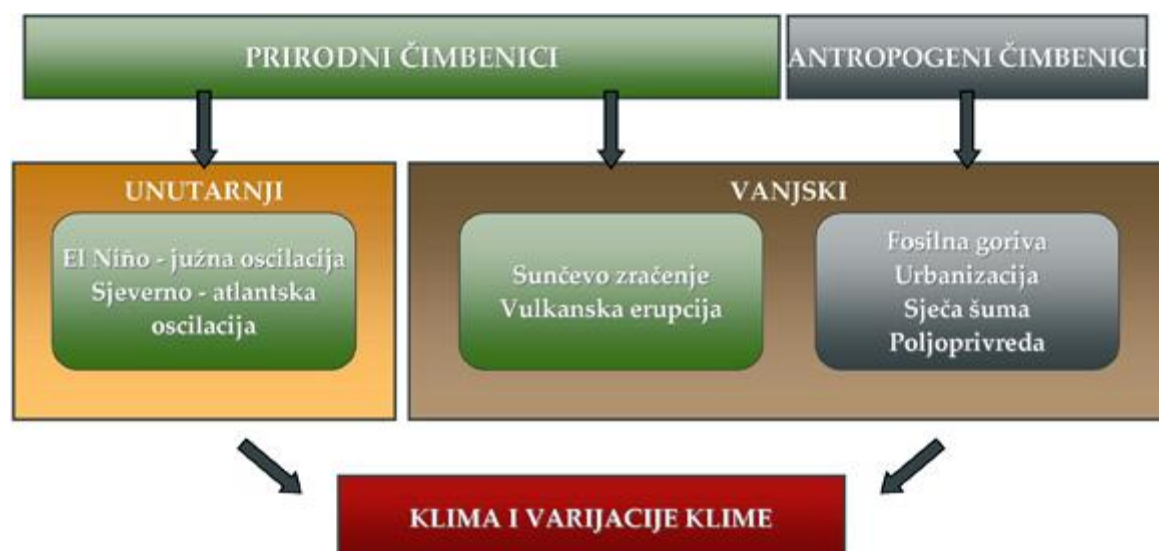 PRIRODNI ČIMBENICI
ANTROPOGENI ČIMBENICI
UNUTARNJI
El Niño - južna oscilacija
Sjeverno - atlantska
oscilacija
VANJSKI
Sunčevo zračenje
Vulkanska erupcija
Fosilna goriva
Urbanizacija
Sječa šuma
Poljoprivreda
KLIMA I VARIJACIJE KLIME